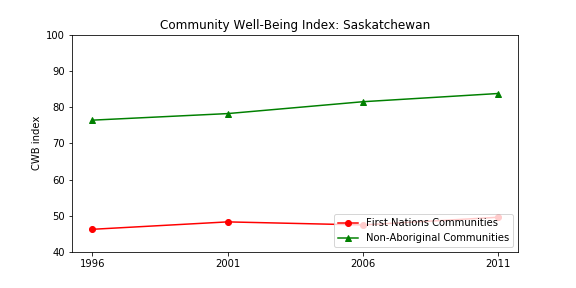 Community Well-Being Index: Saskatchewan
100
90
80
70
60
50
40
CWB index
First Nations Communities
Non-Aboriginal Communities
1996
2001
2006
2011